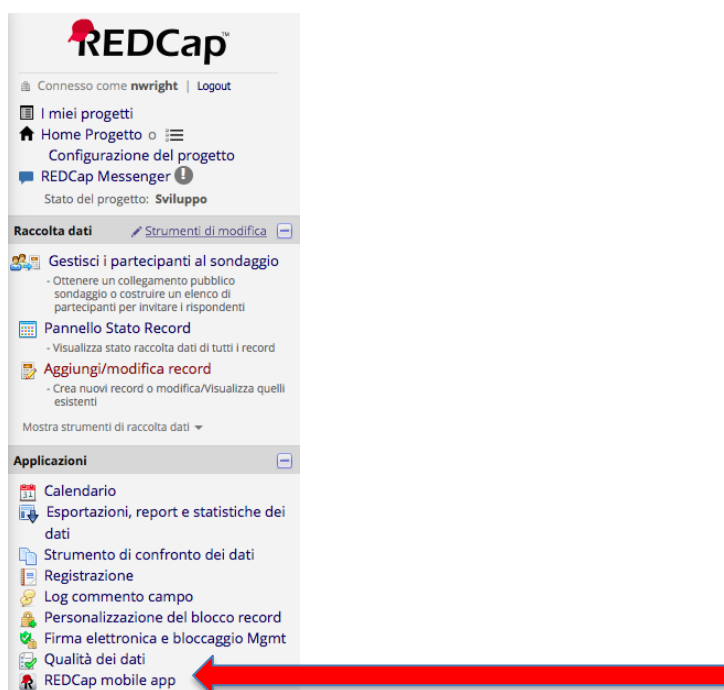 REDCap™
Connesso come nwright | Logout
I miei progetti
Home Progetto o
Configurazione del progetto
REDCap Messenger
Stato del progetto: Sviluppo
Raccolta dati Strumenti di modifica
Gestisci i partecipanti al sondaggio
- Ottenere un collegamento pubblico
sondaggio o costruire un elenco di
partecipanti per invitare i rispondenti
Pannello Stato Record
- Visualizza stato raccolta dati di tutti i record
Aggiungi/modifica record
- Crea nuovi record o modifica/Visualizza quelli
esistenti
Mostra strumenti di raccolta dati
Applicazioni
Calendario
Esportazioni, report e statistiche dei
dati
Strumento di confronto dei dati
Registrazione
Log commento campo
Personalizzazione del blocco record
Firma elettronica e bloccaggio Mgmt
Qualità dei dati
REDCap mobile app